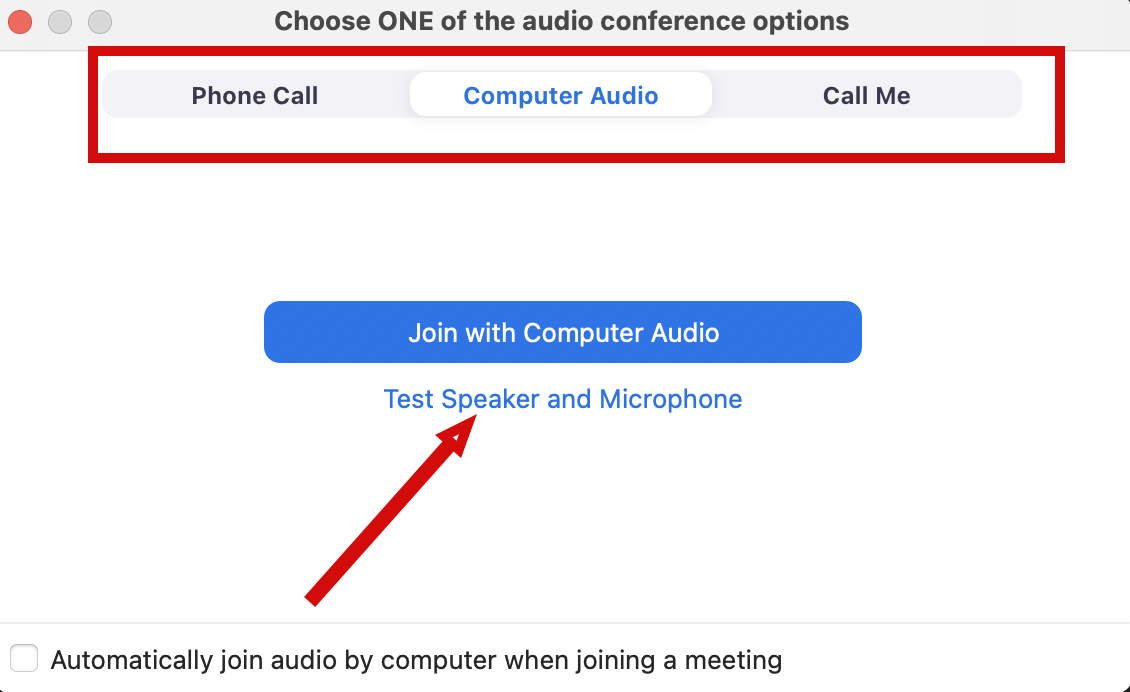 Choose ONE of the audio conference options
Phone Call Computer Audio Call Me
Join with Computer Audio
Test Speaker and Microphone
Automatically join audio by computer when joining a meeting